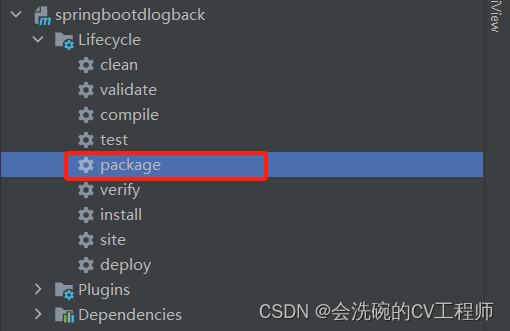 springbootdlogback
Lifecycle
clean
validate
compile
test
package
verify
install
site
deploy
Plugins
Dependencies
iView
CSDN @会洗碗的CV工程师